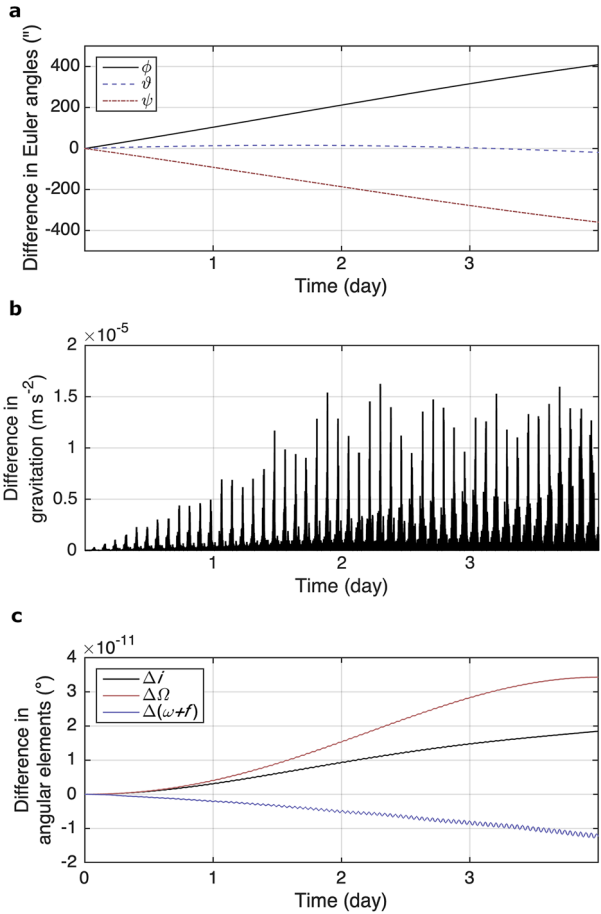 a
Difference in Euler angles (")
400
200
0
-200
-400
ϕ
ϑ
ψ
1
2
3
Time (day)
b
×10⁻⁵
Difference in
gravitation (m s⁻²)
2
1.5
1
0.5
0
1
2
3
Time (day)
c
×10⁻¹¹
Difference in
angular elements (°)
4
3
2
1
0
-1
-2
Δi
ΔΩ
Δ(ω+f)
0
1
2
3
Time (day)